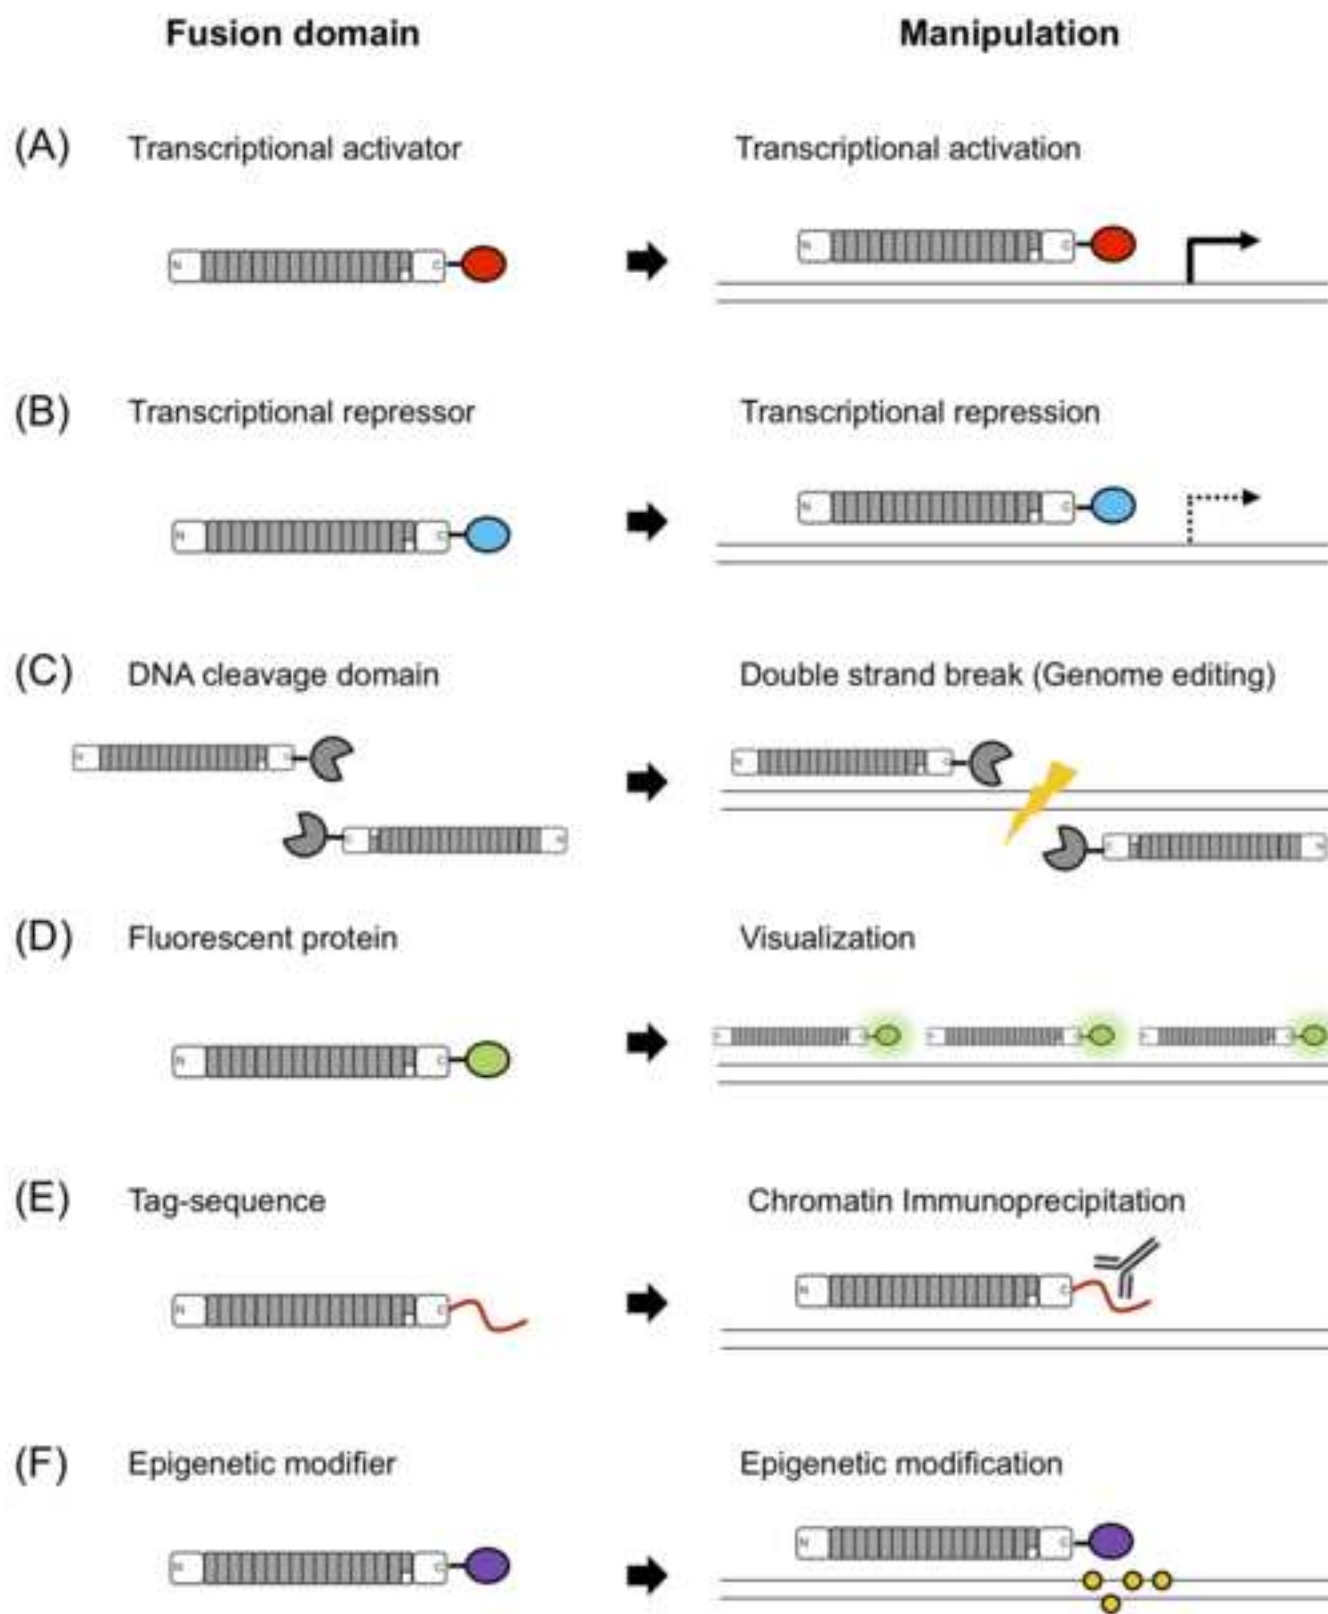 Fusion domain Manipulation
(A) Transcriptional activator Transcriptional activation
N C N C
(B) Transcriptional repressor Transcriptional repression
N C N C
(C) DNA cleavage domain Double strand break (Genome editing)
(D) Fluorescent protein Visualization
N C
(E) Tag-sequence Chromatin Immunoprecipitation
N C N C
(F) Epigenetic modifier Epigenetic modification
N C N C